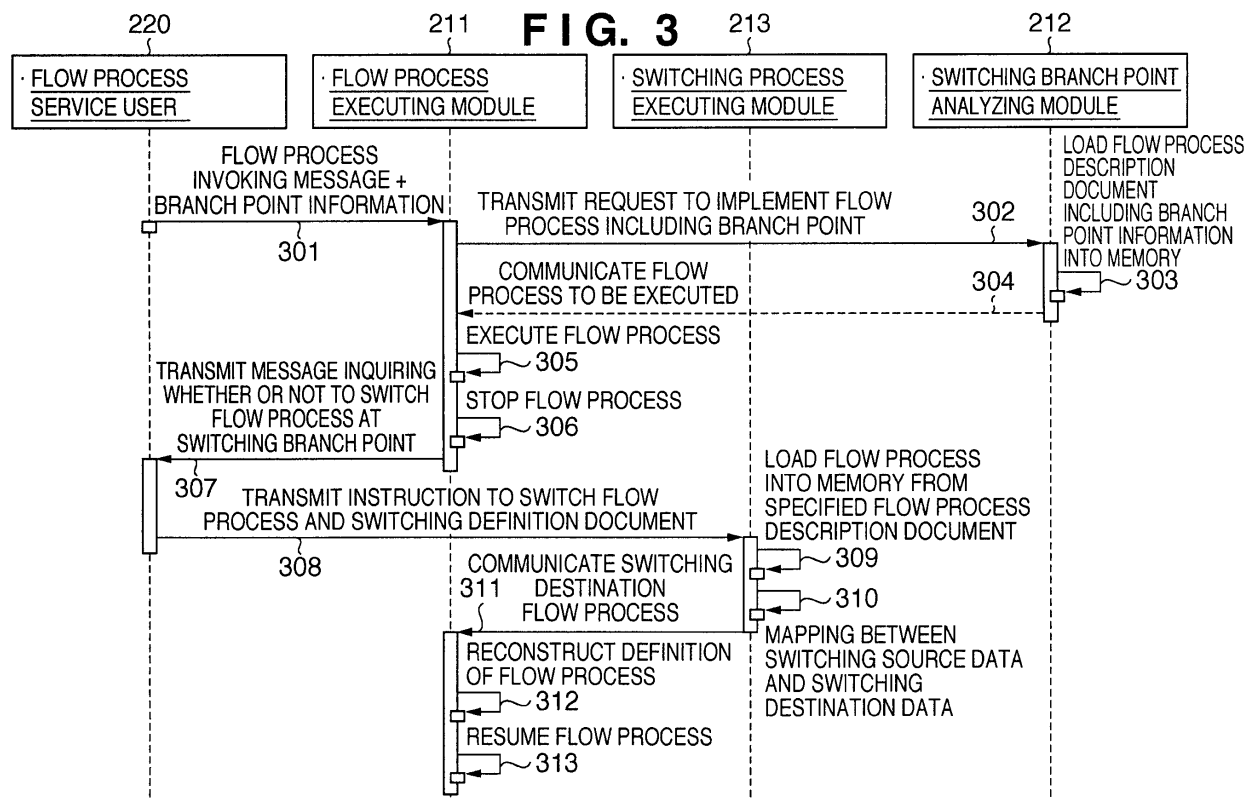 FIG. 3
220
211
213
212
· FLOW PROCESS
SERVICE USER
· FLOW PROCESS
EXECUTING MODULE
· SWITCHING PROCESS
EXECUTING MODULE
· SWITCHING BRANCH POINT
ANALYZING MODULE
FLOW PROCESS
INVOKING MESSAGE +
BRANCH POINT INFORMATION
301
TRANSMIT REQUEST TO IMPLEMENT FLOW
PROCESS INCLUDING BRANCH POINT
302
LOAD FLOW PROCESS
DESCRIPTION
DOCUMENT
INCLUDING BRANCH
POINT INFORMATION
INTO MEMORY
303
COMMUNICATE FLOW
PROCESS TO BE EXECUTED
304
EXECUTE FLOW PROCESS
305
STOP FLOW PROCESS
306
TRANSMIT MESSAGE INQUIRING
WHETHER OR NOT TO SWITCH
FLOW PROCESS AT
SWITCHING BRANCH POINT
307
TRANSMIT INSTRUCTION TO SWITCH FLOW
PROCESS AND SWITCHING DEFINITION DOCUMENT
308
LOAD FLOW PROCESS
INTO MEMORY FROM
SPECIFIED FLOW PROCESS
DESCRIPTION DOCUMENT
309
310
MAPPING BETWEEN
SWITCHING SOURCE DATA
AND SWITCHING
DESTINATION DATA
COMMUNICATE SWITCHING
DESTINATION
FLOW PROCESS
311
RECONSTRUCT DEFINITION
OF FLOW PROCESS
312
RESUME FLOW PROCESS
313